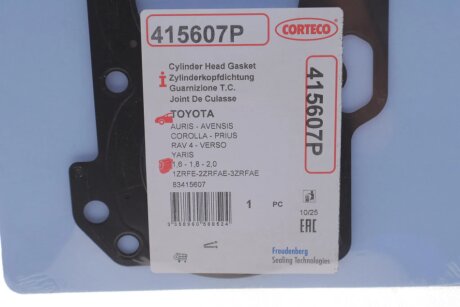 415607P
CORTECO
Cylinder Head Gasket
Zylinderkopfdichtung
Guarnizione T.C.
Joint De Culasse
415607P
TOYOTA
AURIS - AVENSIS
COROLLA - PRIUS
RAV 4 - VERSO
YARIS
1,6 - 1,8 - 2,0
1ZRFE-2ZRFAE-3ZRFAE
83415607
1 PC
10/25
EAC
Freudenberg
Sealing Technologies